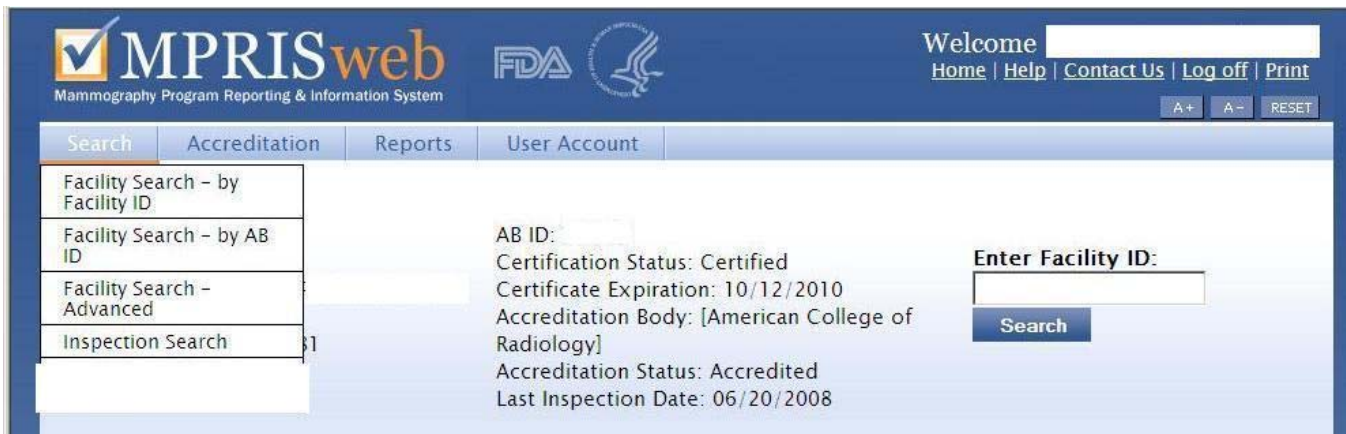 MPRISweb
Mammography Program Reporting & Information System
FDA
Welcome
Home | Help | Contact Us | Log off | Print
A+ A- RESET
Search Accreditation Reports User Account
Facility Search - by
Facility ID
Facility Search - by AB
ID
Facility Search -
Advanced
Inspection Search
31
AB ID:
Certification Status: Certified
Certificate Expiration: 10/12/2010
Accreditation Body: [American College of
Radiology]
Accreditation Status: Accredited
Last Inspection Date: 06/20/2008
Enter Facility ID:
Search